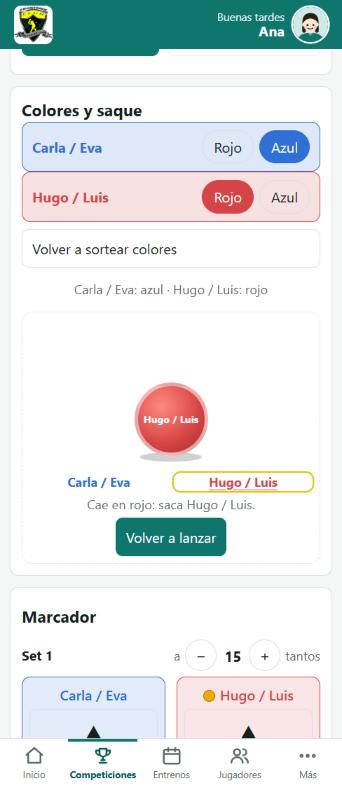 Buenas tardes
Ana
Colores y saque
Carla / Eva Rojo Azul
Hugo / Luis Rojo Azul
Volver a sortear colores
Carla / Eva: azul · Hugo / Luis: rojo
Hugo / Luis
Carla / Eva Hugo / Luis
Cae en rojo: saca Hugo / Luis.
Volver a lanzar
Marcador
Set 1 a − 15 + tantos
Carla / Eva Hugo / Luis
Inicio Competiciones Entrenos Jugadores Más